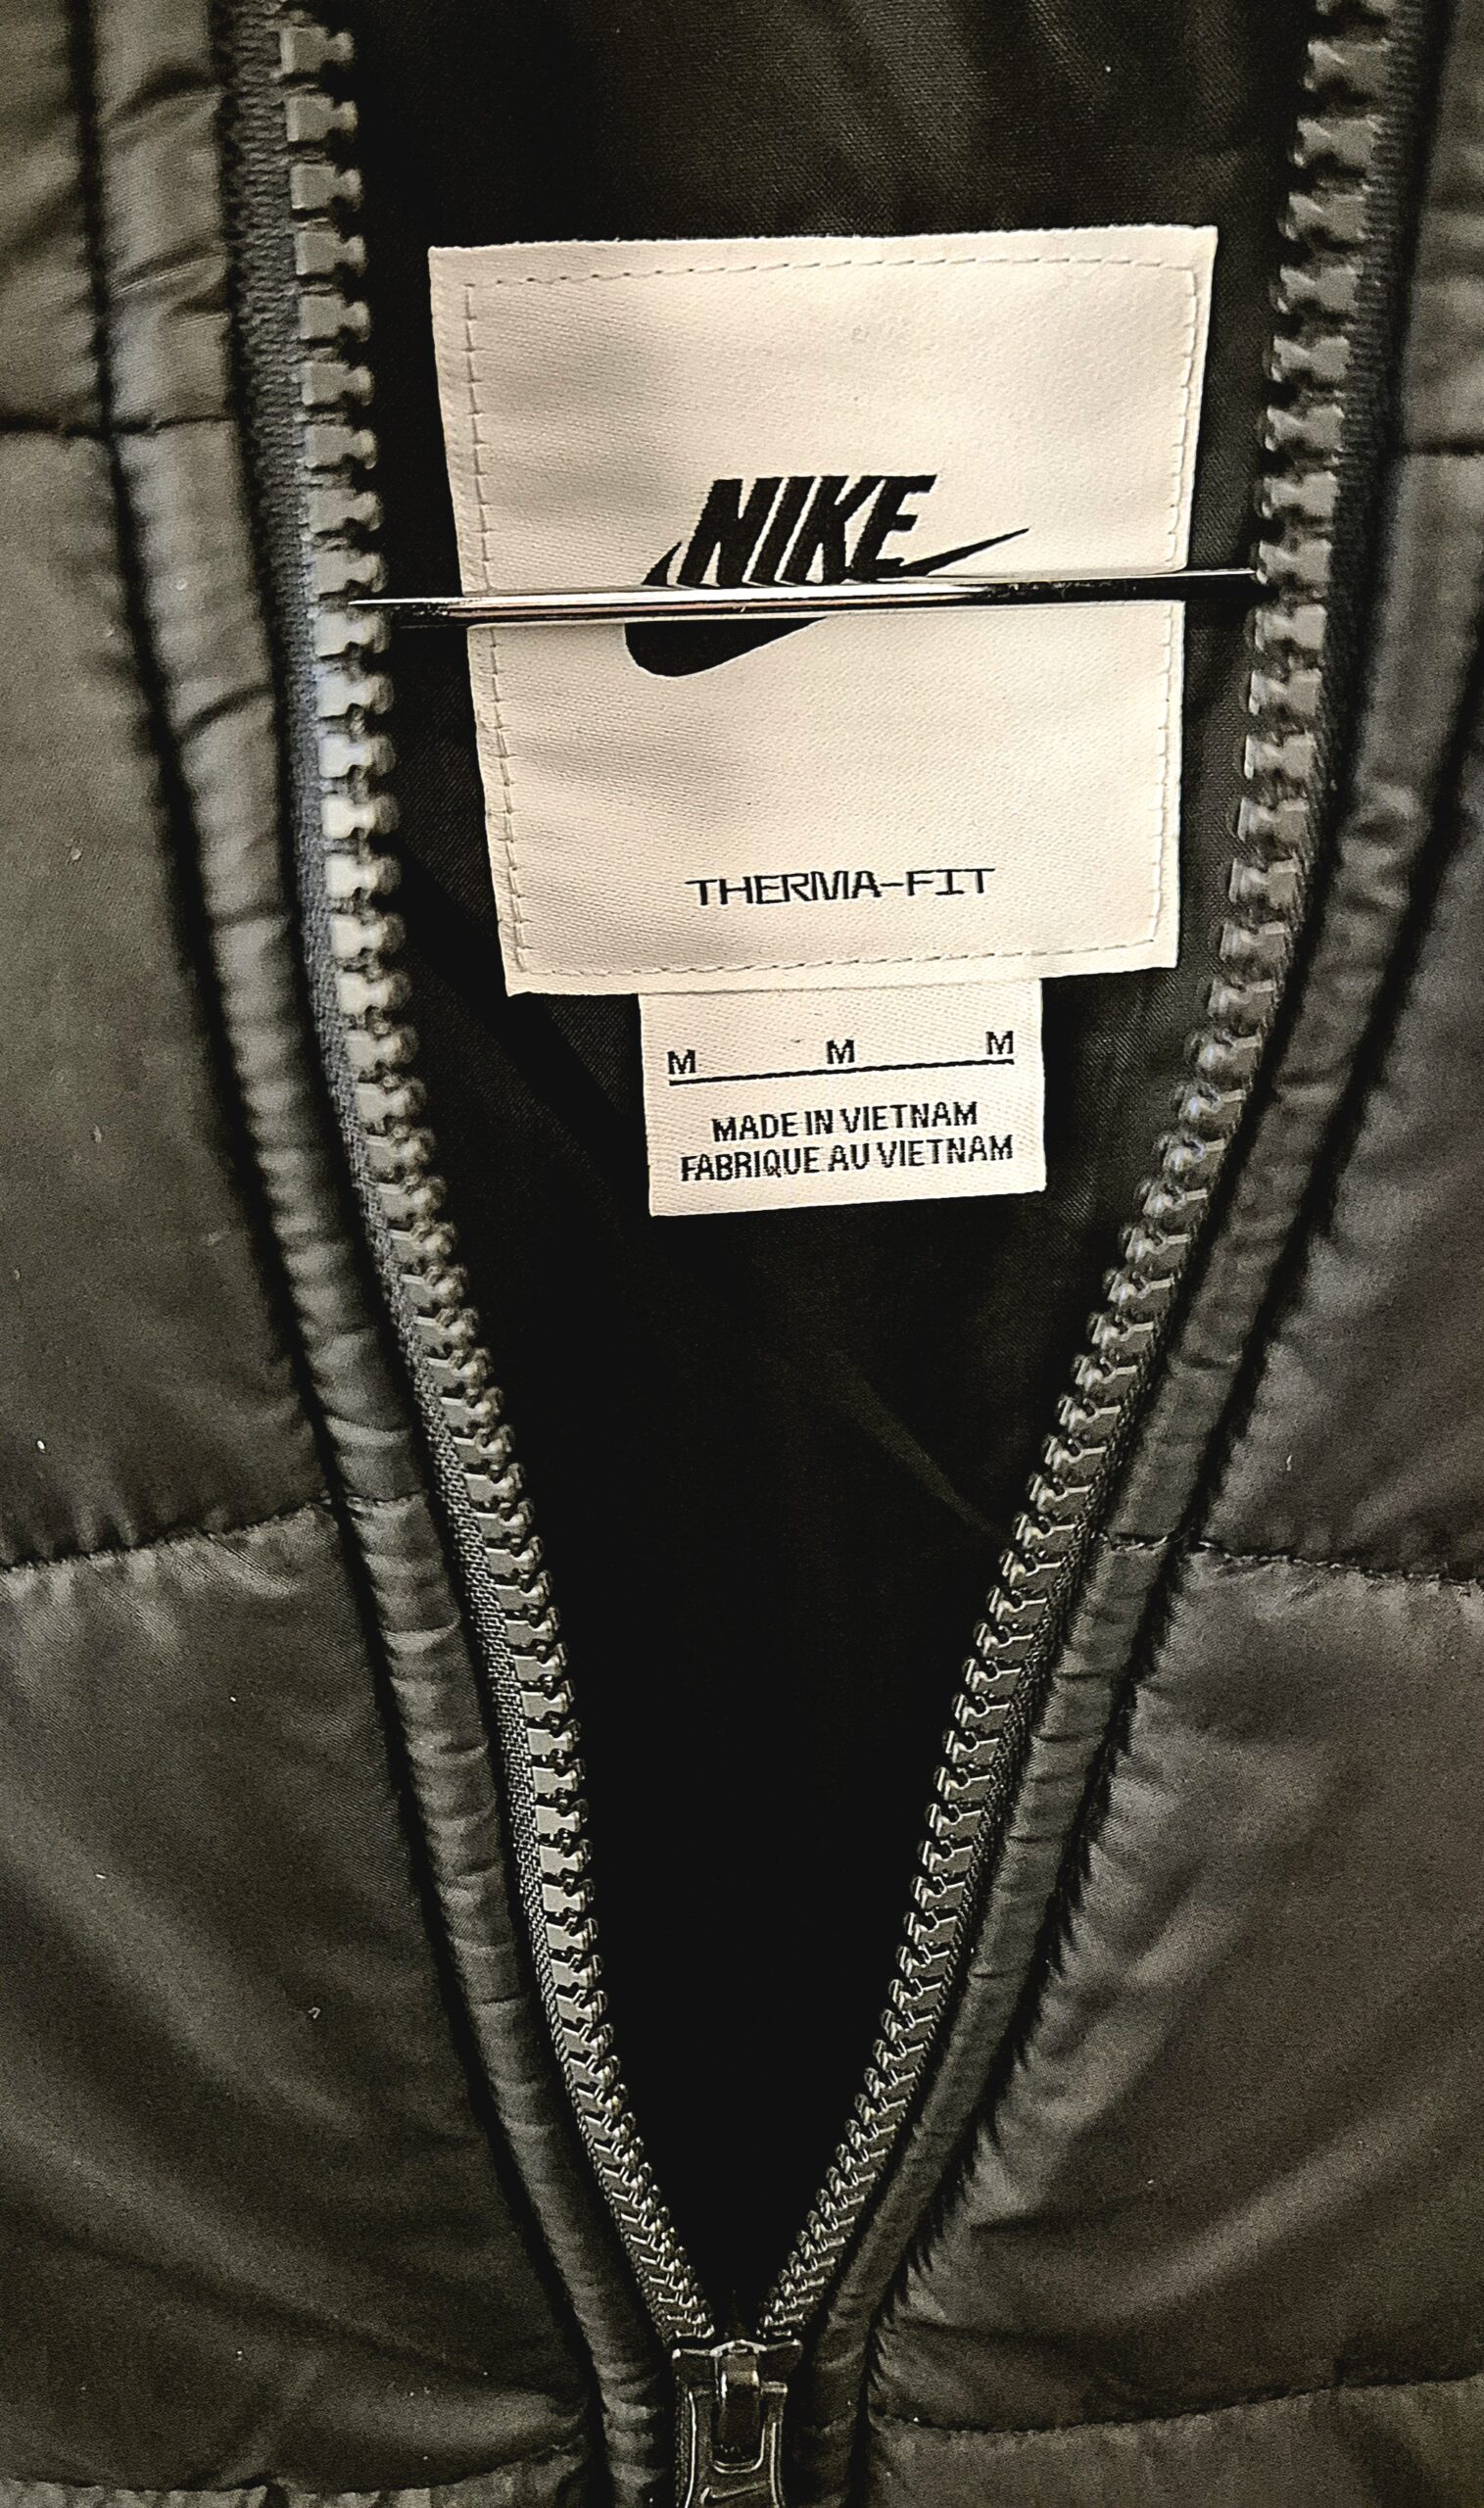 NIKE
THERMA-FIT
M M M
MADE IN VIETNAM
FABRIQUE AU VIETNAM